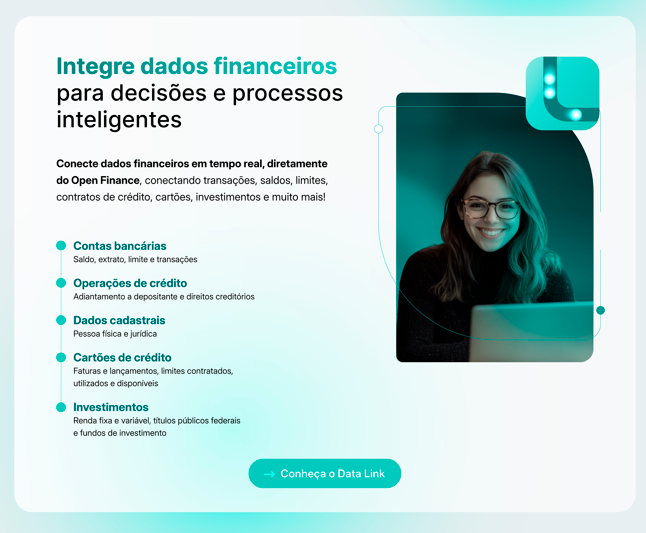 Integre dados financeiros
para decisões e processos
inteligentes
Conecte dados financeiros em tempo real, diretamente
do Open Finance, conectando transações, saldos, limites,
contratos de crédito, cartões, investimentos e muito mais!
Contas bancárias
Saldo, extrato, limite e transações
Operações de crédito
Adiantamento a depositante e direitos creditórios
Dados cadastrais
Pessoa física e jurídica
Cartões de crédito
Faturas e lançamentos, limites contratados,
utilizados e disponíveis
Investimentos
Renda fixa e variável, títulos públicos federais
e fundos de investimento
→ Conheça o Data Link